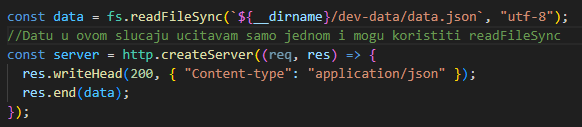 const data = fs.readFileSync(`${__dirname}/dev-data/data.json`, "utf-8");
//Datu u ovom slucaju ucitavam samo jednom i mogu koristiti readFileSync
const server = http.createServer((req, res) => {
  res.writeHead(200, { "Content-type": "application/json" });
  res.end(data);
});